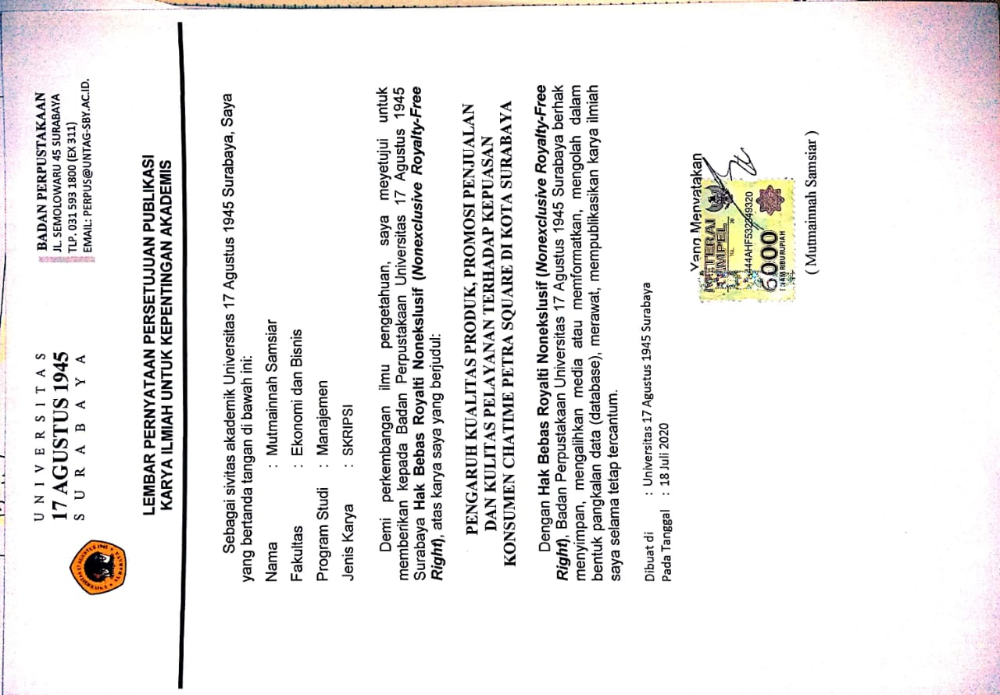 UNIVERSITAS
17 AGUSTUS 1945
SURABAYA
BADAN PERPUSTAKAAN
JL. SEMOLOWARU 45 SURABAYA
TLP. 031 593 1800 (EX 311)
EMAIL: PERPUS@UNTAG-SBY.AC.ID.
LEMBAR PERNYATAAN PERSETUJUAN PUBLIKASI
KARYA ILMIAH UNTUK KEPENTINGAN AKADEMIS
Sebagai sivitas akademik Universitas 17 Agustus 1945 Surabaya, Saya
yang bertanda tangan di bawah ini:
Nama : Mutmainnah Samsiar
Fakultas : Ekonomi dan Bisnis
Program Studi : Manajemen
Jenis Karya : SKRIPSI
Demi perkembangan ilmu pengetahuan, saya meyetujui untuk
memberikan kepada Badan Perpustakaan Universitas 17 Agustus 1945
Surabaya Hak Bebas Royalti Nonekslusif (Nonexclusive Royalty-Free
Right), atas karya saya yang berjudul:
PENGARUH KUALITAS PRODUK, PROMOSI PENJUALAN
DAN KULITAS PELAYANAN TERHADAP KEPUASAN
KONSUMEN CHATIME PETRA SQUARE DI KOTA SURABAYA
Dengan Hak Bebas Royalti Nonekslusif (Nonexclusive Royalty-Free
Right), Badan Perpustakaan Universitas 17 Agustus 1945 Surabaya berhak
menyimpan, mengalihkan media atau memformatkan, mengolah dalam
bentuk pangkalan data (database), merawat, mempublikasikan karya ilmiah
saya selama tetap tercantum.
Dibuat di : Universitas 17 Agustus 1945 Surabaya
Pada Tanggal : 18 Juli 2020
Yang Menyatakan
METERAI
TEMPEL
TGL. 20
444AHF532349320
6000
ENAM RIBU RUPIAH
( Mutmainnah Samsiar )